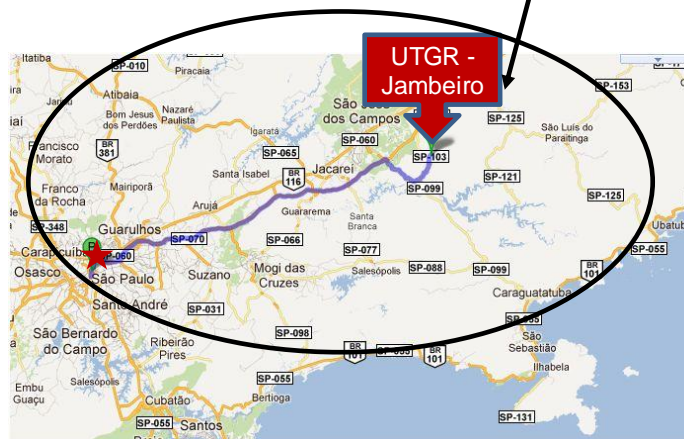 UTGR -
Jambeiro
Itatiba
SP-010
Piracaia
SP-153
Atibaia
Nazaré
Paulista
Bom Jesus
dos Perdões
São
dos Campos
SP-125
São Luis do
Paraitinga
Igaratá
BR
381
Francisco
Morato
SP-065
SP-060
SP-103
Jacarei
BR
116
Santa Isabel
Mairiporã
Franco
da Rocha
SP-099
SP-121
SP-125
Arujá
Guararema
Santa
Branca
SP-348
Guarulhos
SP-070
SP-066
SP-077
Ubatu
SP-055
Carapicuiba
SP-060
Osasco
São Paulo
Suzano
Mogi das
Cruzes
Salesópolis
SP-088
SP-099
BR
101
Caraguatatuba
Santo André
SP-031
São Bernardo
do Campo
Ribeirão
Pires
SP-098
BR
101
SP-055
BR
101
São
Sebastião
Ilhabela
Embu
Guaçu
Salesópolis
SP-055
Bertioga
Cubatão
SP-055
Santos
SP-131